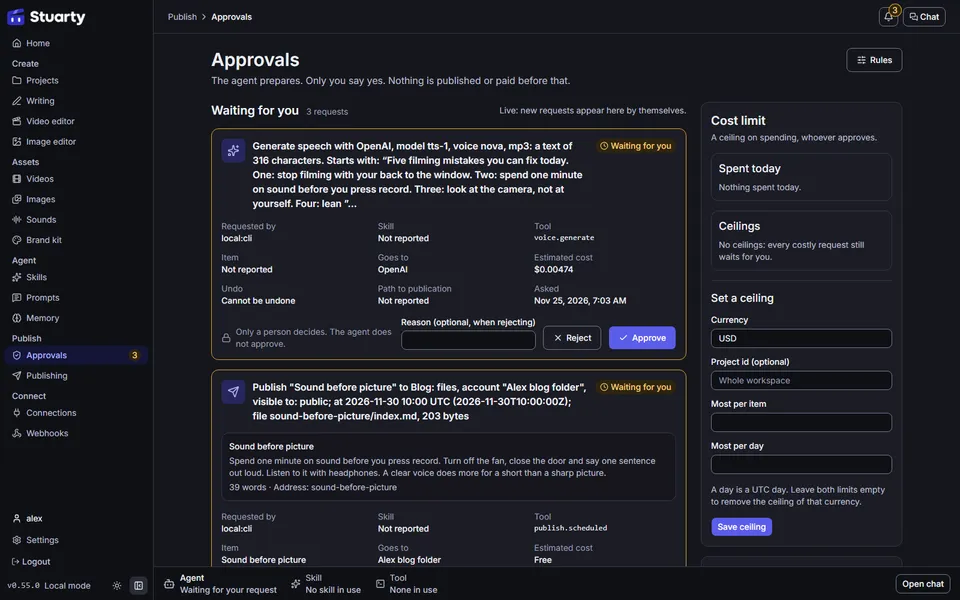 Stuarty
Home
Create
Projects
Writing
Video editor
Image editor
Assets
Videos
Images
Sounds
Brand kit
Agent
Skills
Prompts
Memory
Publish
Approvals 3
Publishing
Connect
Connections
Webhooks
alex
Settings
Logout
v0.55.0 Local mode
Publish > Approvals
3
Chat
Approvals
The agent prepares. Only you say yes. Nothing is published or paid before that.
Rules
Waiting for you 3 requests
Live: new requests appear here by themselves.
Generate speech with OpenAI, model tts-1, voice nova, mp3: a text of
316 characters. Starts with: “Five filming mistakes you can fix today.
One: stop filming with your back to the window. Two: spend one minute
on sound before you press record. Three: look at the camera, not at
yourself. Four: lean ”...
Waiting for you
Requested by Skill Tool
local:cli Not reported voice.generate
Item Goes to Estimated cost
Not reported OpenAI $0.00474
Undo Path to publication Asked
Cannot be undone Not reported Nov 25, 2026, 7:03 AM
Only a person decides. The agent does
not approve.
Reason (optional, when rejecting)
Reject
Approve
Publish "Sound before picture" to Blog: files, account "Alex blog folder",
visible to: public; at 2026-11-30 10:00 UTC (2026-11-30T10:00:00Z);
file sound-before-picture/index.md, 203 bytes
Waiting for you
Sound before picture
Spend one minute on sound before you press record. Turn off the fan, close the door and say one sentence
out loud. Listen to it with headphones. A clear voice does more for a short than a sharp picture.
39 words · Address: sound-before-picture
Requested by Skill Tool
local:cli Not reported publish.scheduled
Item Goes to Estimated cost
Sound before picture Alex blog folder Free
Cost limit
A ceiling on spending, whoever approves.
Spent today
Nothing spent today.
Ceilings
No ceilings: every costly request still
waits for you.
Set a ceiling
Currency
USD
Project Id (optional)
Whole workspace
Most per item
Most per day
A day is a UTC day. Leave both limits empty
to remove the ceiling of that currency.
Save ceiling
Agent
Waiting for your request
Skill
No skill in use
Tool
None in use
Open chat